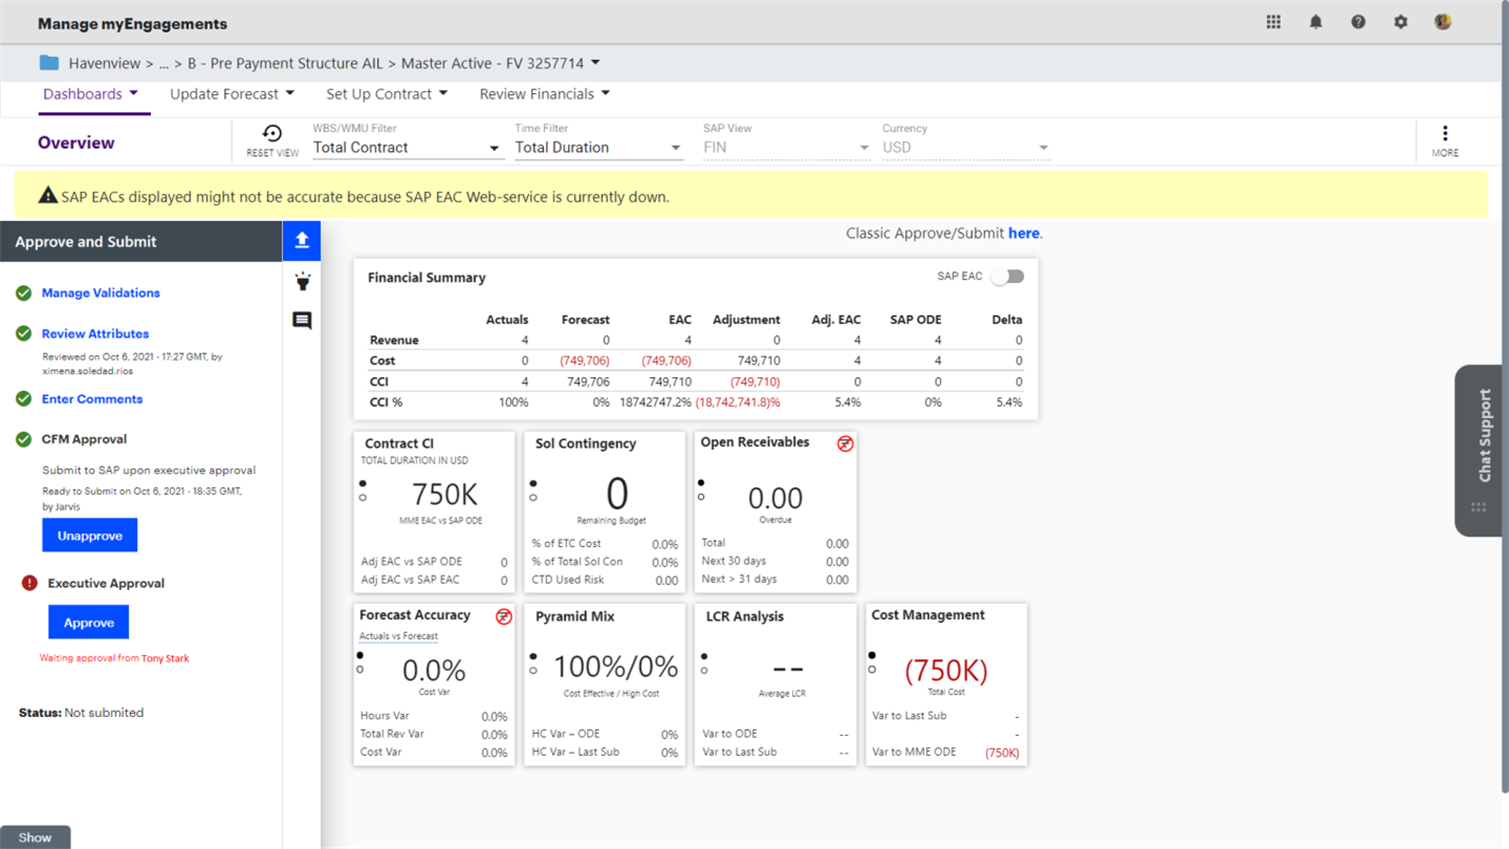 Manage myEngagements
Havenview > ... > B - Pre Payment Structure AIL > Master Active - FV 3257714
Dashboards Update Forecast Set Up Contract Review Financials
Overview
RESET VIEW
WBS/WMU Filter
Total Contract
Time Filter
Total Duration
SAP View
FIN
Currency
USD
MORE
SAP EACs displayed might not be accurate because SAP EAC Web-service is currently down.
Approve and Submit
Manage Validations
Review Attributes
Reviewed on Oct 6, 2021 - 17:27 GMT, by
ximena.soledad.rios
Enter Comments
CFM Approval
Submit to SAP upon executive approval
Ready to Submit on Oct 6, 2021 - 18:35 GMT,
by Jarvis
Unapprove
Executive Approval
Approve
Waiting approval from Tony Stark
Status: Not submited
Show
Classic Approve/Submit here.
Financial Summary
SAP EAC
Actuals Forecast EAC Adjustment Adj. EAC SAP ODE Delta
Revenue 4 0 4 0 4 4 0
Cost 0 (749,706) (749,706) 749,710 4 4 0
CCI 4 749,706 749,710 (749,710) 0 0 0
CCI % 100% 0% 18742747.2% (18,742,741.8)% 5.4% 0% 5.4%
Contract CI
TOTAL DURATION IN USD
750K
MME EAC vs SAP ODE
Adj EAC vs SAP ODE 0
Adj EAC vs SAP EAC 0
Sol Contingency
0
Remaining Budget
% of ETC Cost 0.0%
% of Total Sol Con 0.0%
CTD Used Risk 0.00
Open Receivables
0.00
Overdue
Total 0.00
Next 30 days 0.00
Next > 31 days 0.00
Forecast Accuracy
Actuals vs Forecast
0.0%
Cost Var
Hours Var 0.0%
Total Rev Var 0.0%
Cost Var 0.0%
Pyramid Mix
100%/0%
Cost Effective / High Cost
HC Var – ODE 0%
HC Var – Last Sub 0%
LCR Analysis
--
Average LCR
Var to ODE --
Var to Last Sub --
Cost Management
(750K)
Total Cost
Var to Last Sub -
-
Var to MME ODE (750K)
Chat Support